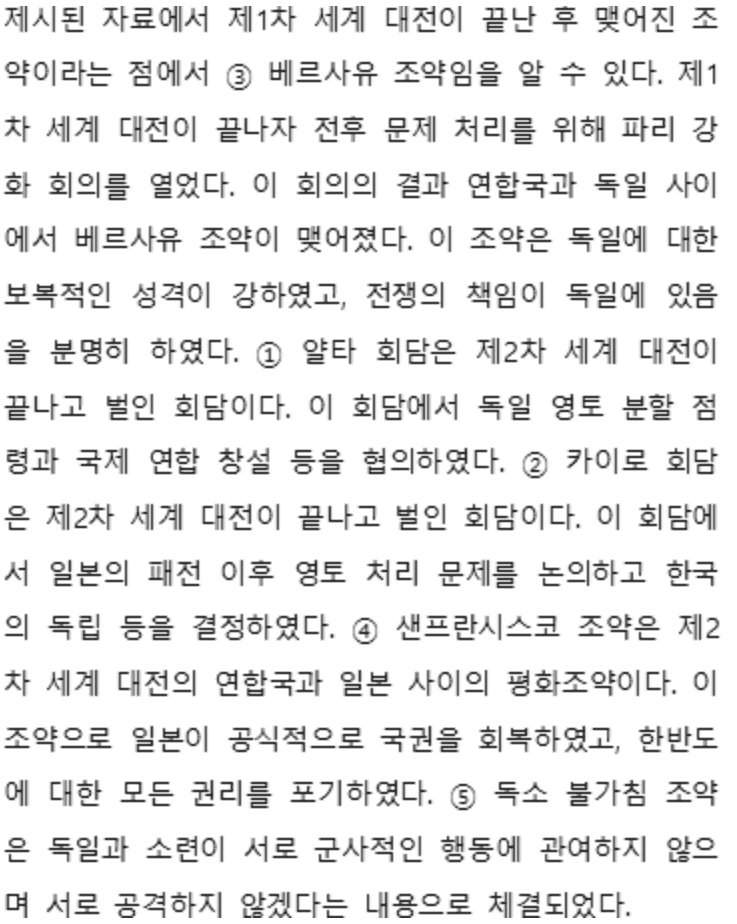 제시된 자료에서 제1차 세계 대전이 끝난 후 맺어진 조
약이라는 점에서 ③ 베르사유 조약임을 알 수 있다. 제1
차 세계 대전이 끝나자 전후 문제 처리를 위해 파리 강
화 회의를 열었다. 이 회의의 결과 연합국과 독일 사이
에서 베르사유 조약이 맺어졌다. 이 조약은 독일에 대한
보복적인 성격이 강하였고, 전쟁의 책임이 독일에 있음
을 분명히 하였다. ① 얄타 회담은 제2차 세계 대전이
끝나고 벌인 회담이다. 이 회담에서 독일 영토 분할 점
령과 국제 연합 창설 등을 협의하였다. ② 카이로 회담
은 제2차 세계 대전이 끝나고 벌인 회담이다. 이 회담에
서 일본의 패전 이후 영토 처리 문제를 논의하고 한국
의 독립 등을 결정하였다. ④ 샌프란시스코 조약은 제2
차 세계 대전의 연합국과 일본 사이의 평화조약이다. 이
조약으로 일본이 공식적으로 국권을 회복하였고, 한반도
에 대한 모든 권리를 포기하였다. ⑤ 독소 불가침 조약
은 독일과 소련이 서로 군사적인 행동에 관여하지 않으
며 서로 공격하지 않겠다는 내용으로 체결되었다.